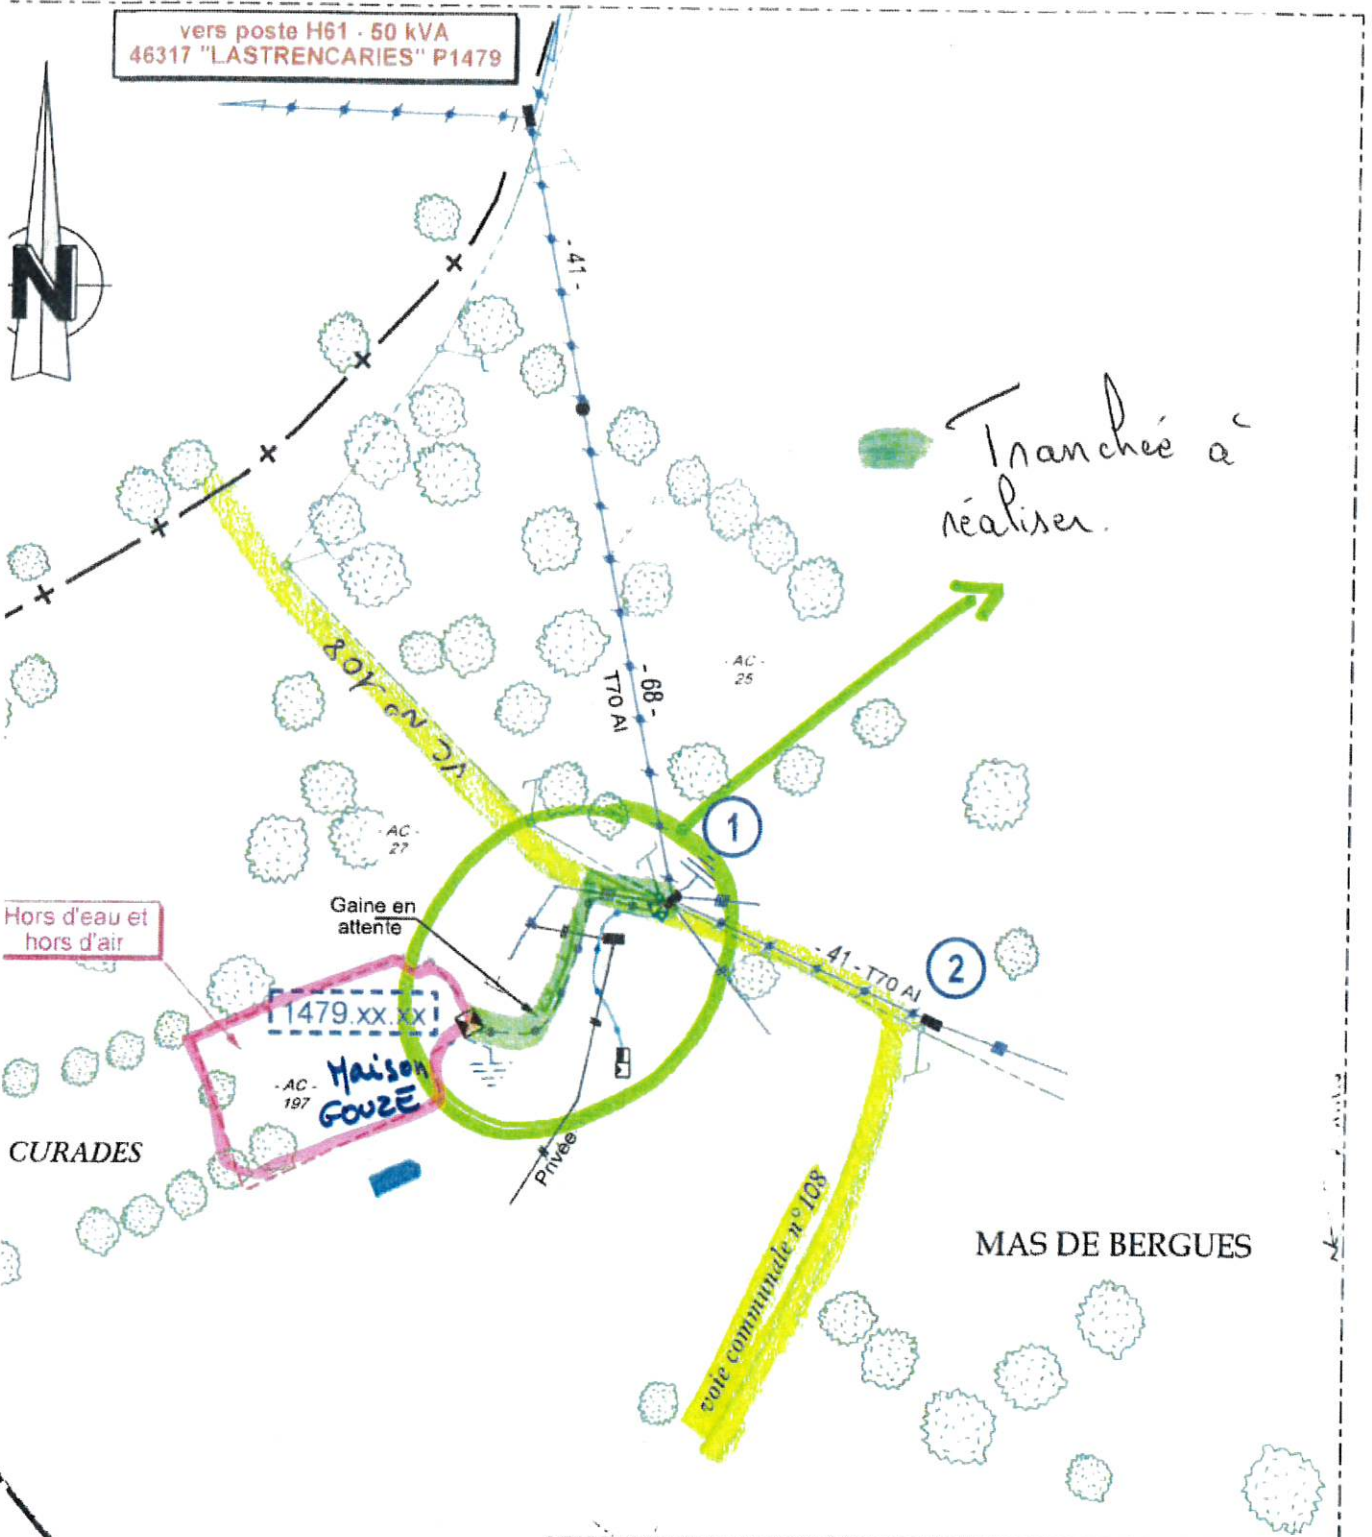 vers poste H61 - 50 kVA
46317 "LASTRENCARIES" P1479
N
- 41 -
Tranchée à
réaliser.
- 68 -
T70 Al
- AC -
25
VC N° 108
1
- AC -
27
Gaine en
attente
Hors d'eau et
hors d'air
- 41 - T70 Al
2
1479.xx.xx
Maison
GOUZE
- AC -
197
CURADES
Privée
voie communale n° 108
MAS DE BERGUES